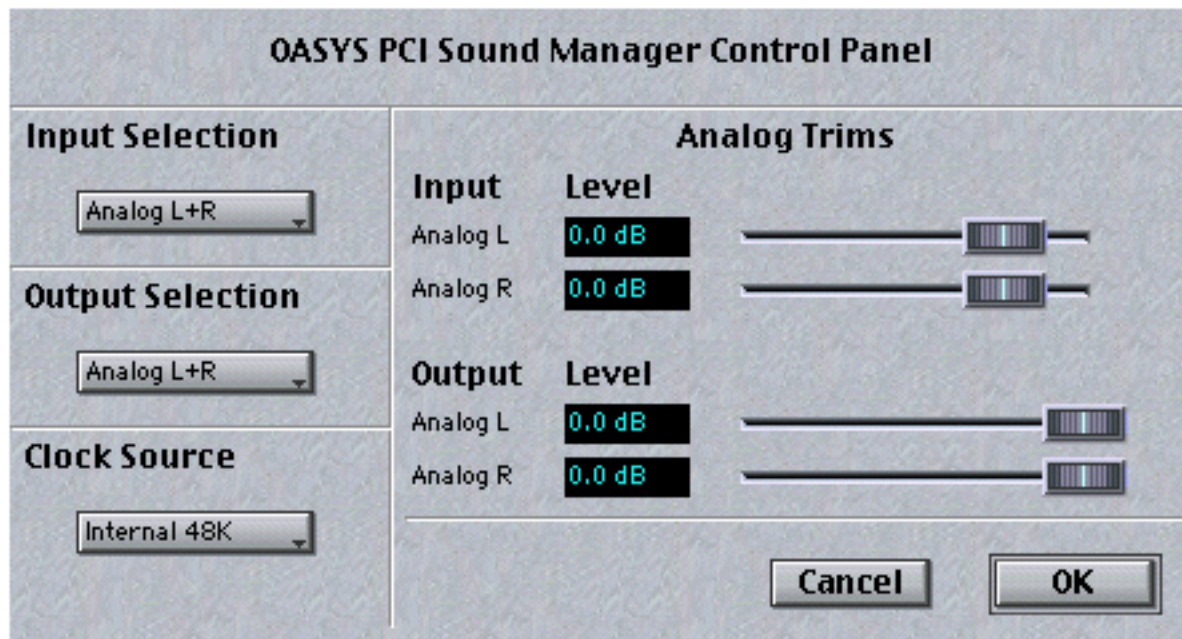 OASYS PCI Sound Manager Control Panel
Input Selection
Analog L+R
Output Selection
Analog L+R
Clock Source
Internal 48K
Analog Trims
Input Level
Analog L 0.0 dB
Analog R 0.0 dB
Output Level
Analog L 0.0 dB
Analog R 0.0 dB
Cancel OK